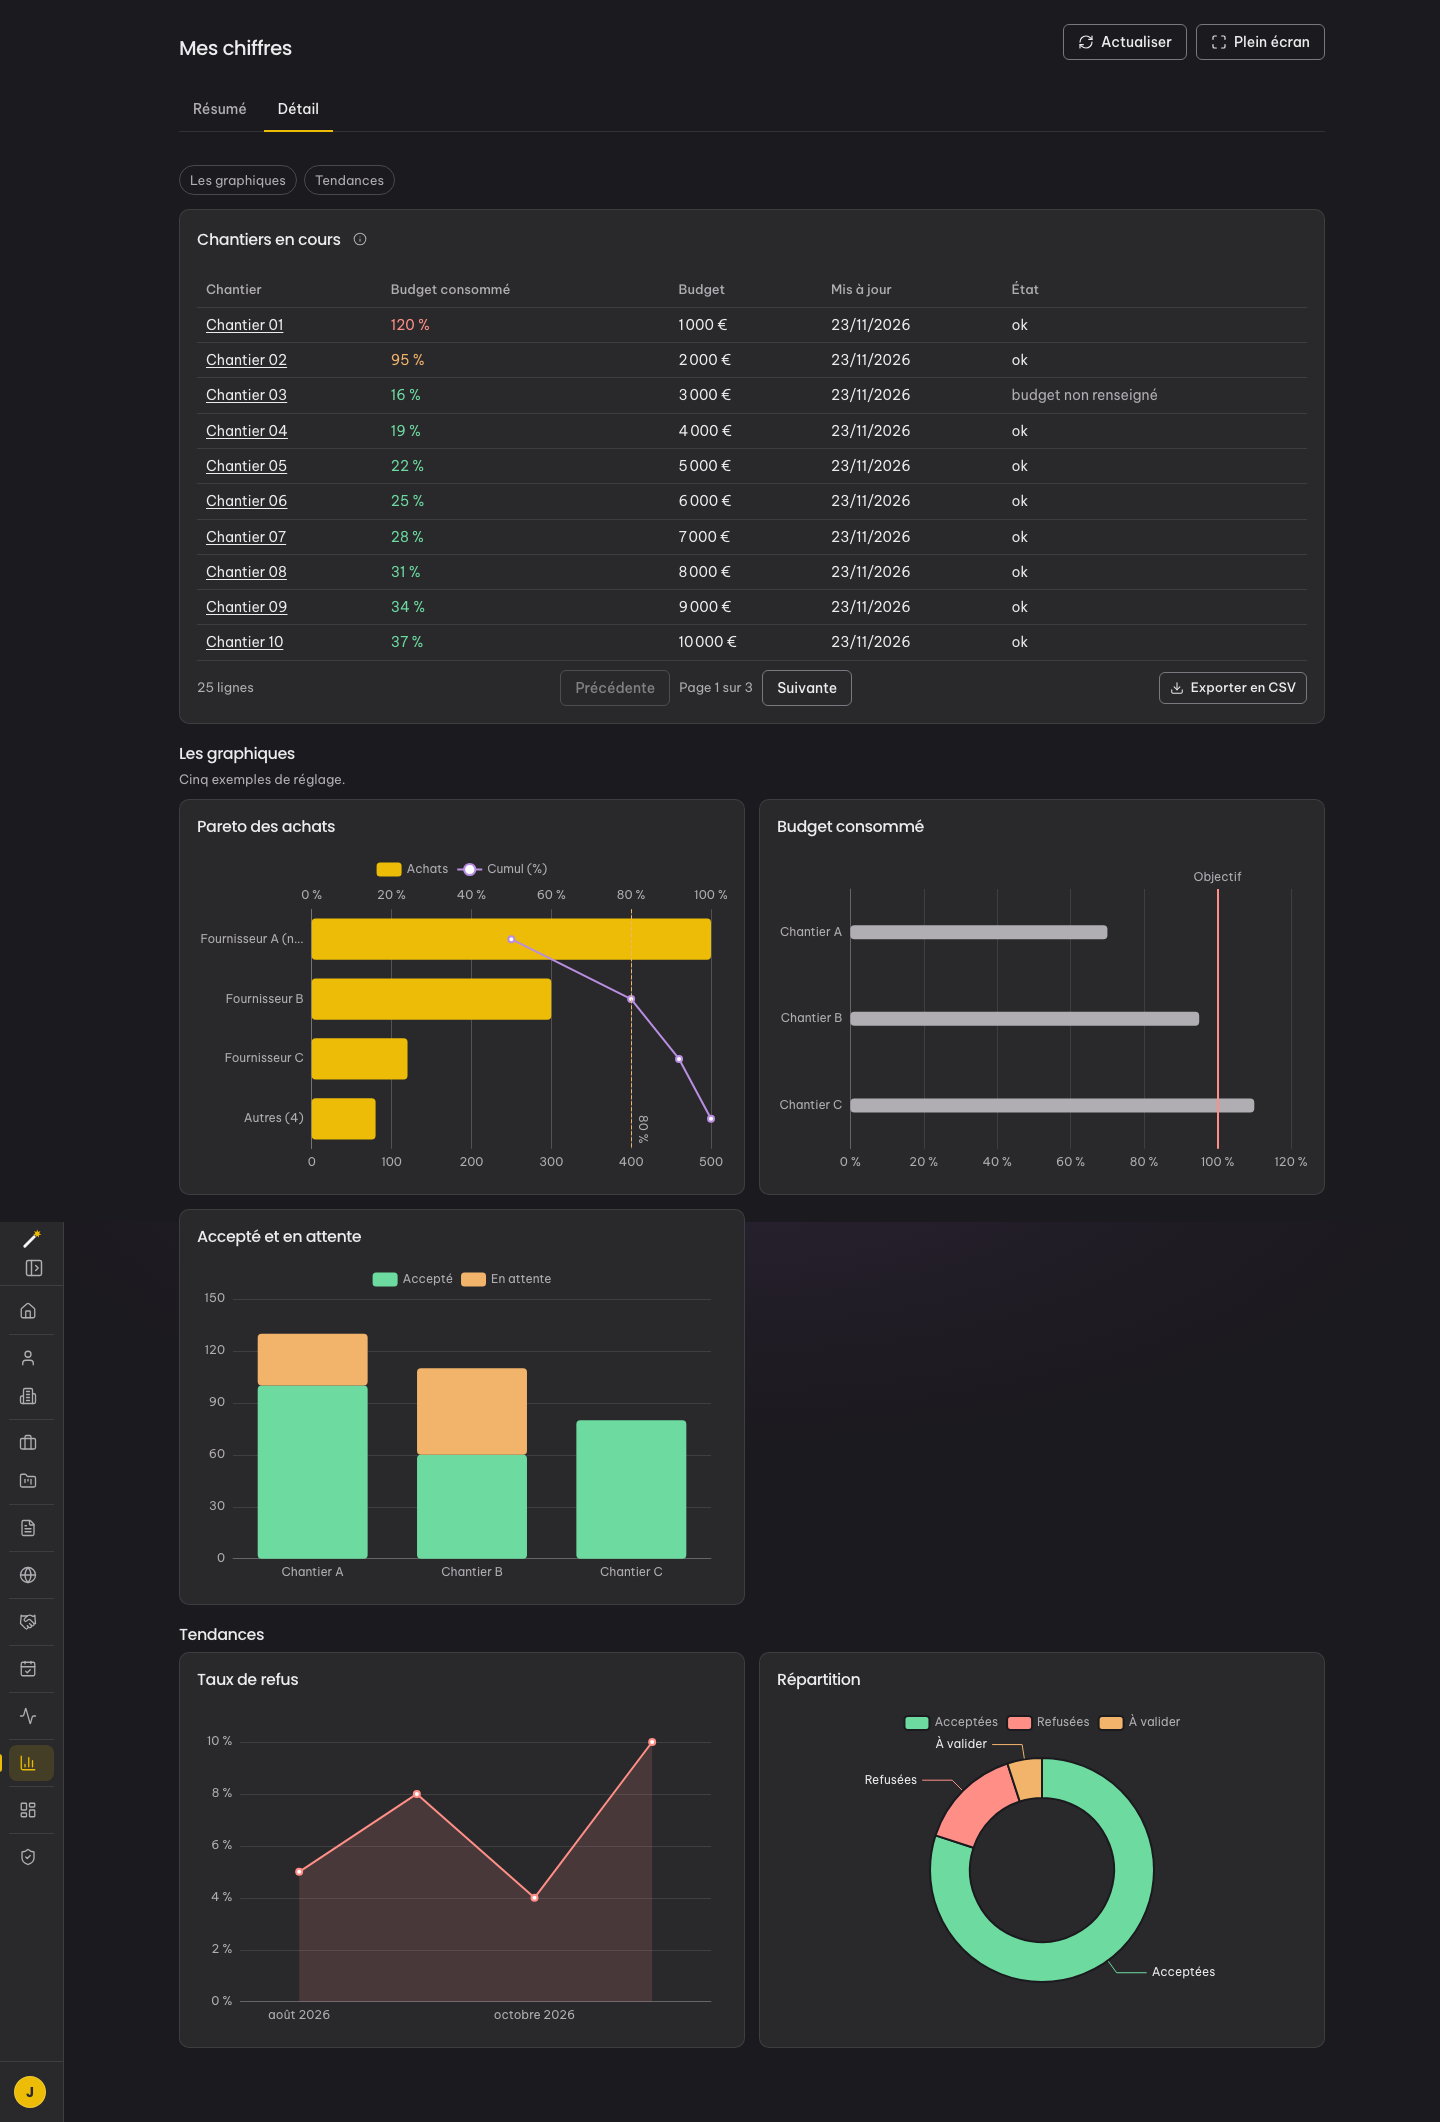 Mes chiffres
Actualiser
Plein écran
Résumé
Détail
Les graphiques
Tendances
Chantiers en cours
Chantier Budget consommé Budget Mis à jour État
Chantier 01 120 % 1 000 € 23/11/2026 ok
Chantier 02 95 % 2 000 € 23/11/2026 ok
Chantier 03 16 % 3 000 € 23/11/2026 budget non renseigné
Chantier 04 19 % 4 000 € 23/11/2026 ok
Chantier 05 22 % 5 000 € 23/11/2026 ok
Chantier 06 25 % 6 000 € 23/11/2026 ok
Chantier 07 28 % 7 000 € 23/11/2026 ok
Chantier 08 31 % 8 000 € 23/11/2026 ok
Chantier 09 34 % 9 000 € 23/11/2026 ok
Chantier 10 37 % 10 000 € 23/11/2026 ok
25 lignes
Précédente
Page 1 sur 3
Suivante
Exporter en CSV
Les graphiques
Cinq exemples de réglage.
Pareto des achats
Achats Cumul (%)
0 % 20 % 40 % 60 % 80 % 100 %
Fournisseur A (n...
Fournisseur B
Fournisseur C
Autres (4)
80 %
0 100 200 300 400 500
Budget consommé
Objectif
Chantier A
Chantier B
Chantier C
0 % 20 % 40 % 60 % 80 % 100 % 120 %
Accepté et en attente
Accepté En attente
150
120
90
60
30
0
Chantier A Chantier B Chantier C
Tendances
Taux de refus
10 %
8 %
6 %
4 %
2 %
0 %
août 2026 octobre 2026
Répartition
Acceptées Refusées À valider
À valider
Refusées
Acceptées
J